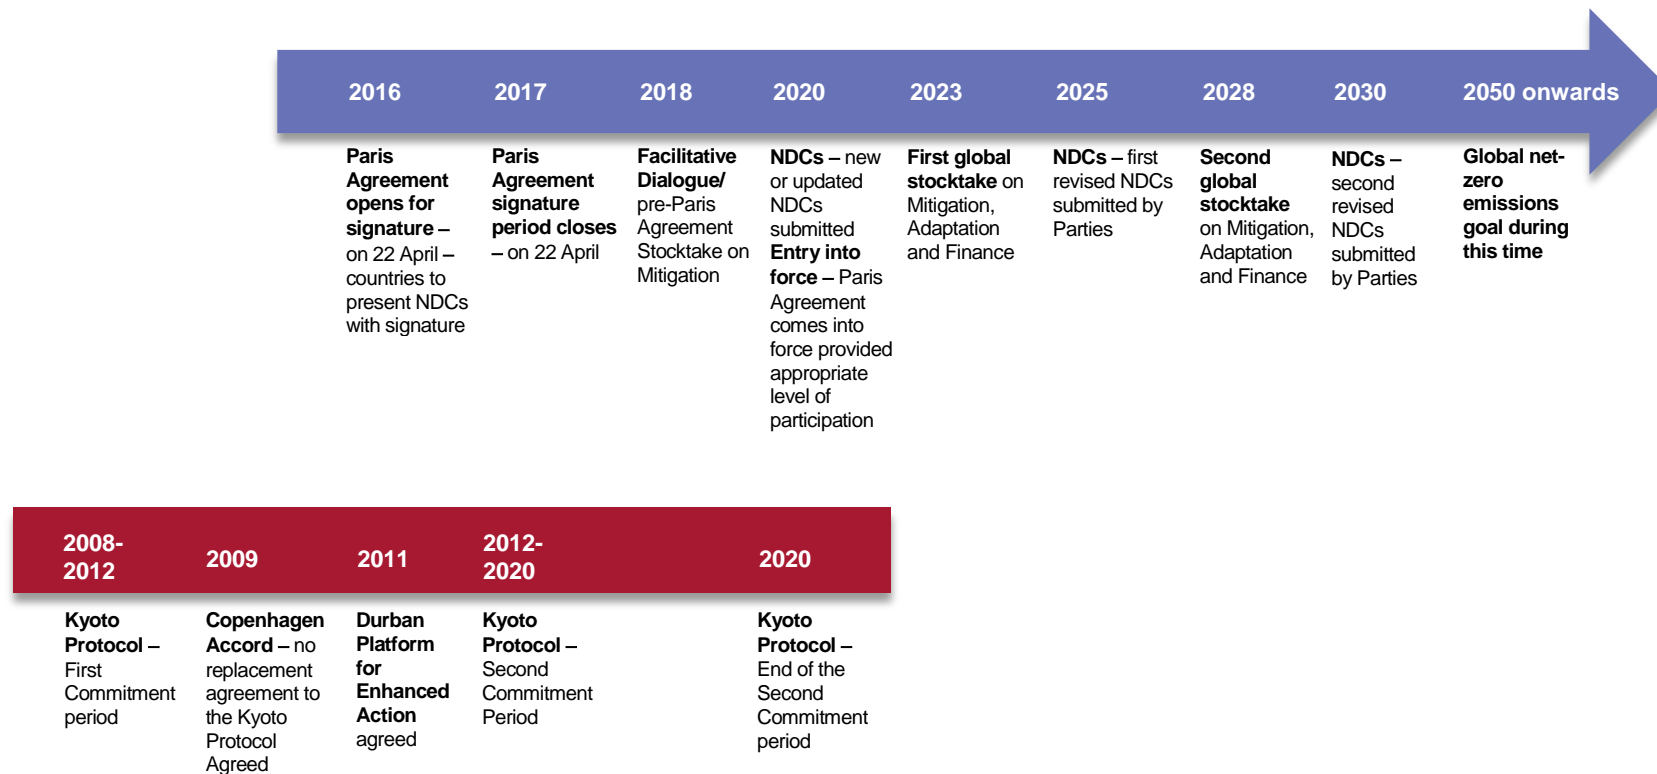 2016
2017
2018
2020
2023
2025
2028
2030
2050 onwards
Paris
Agreement
opens for
signature –
on 22 April –
countries to
present NDCs
with signature
Paris
Agreement
signature
period closes
– on 22 April
Facilitative
Dialogue/
pre-Paris
Agreement
Stocktake on
Mitigation
NDCs – new
or updated
NDCs
submitted
Entry into
force – Paris
Agreement
comes into
force provided
appropriate
level of
participation
First global
stocktake on
Mitigation,
Adaptation
and Finance
NDCs – first
revised NDCs
submitted by
Parties
Second
global
stocktake
on Mitigation,
Adaptation
and Finance
NDCs –
second
revised
NDCs
submitted
by Parties
Global net-
zero
emissions
goal during
this time
2008-
2012
2009
2011
2012-
2020
2020
Kyoto
Protocol –
First
Commitment
period
Copenhagen
Accord – no
replacement
agreement to
the Kyoto
Protocol
Agreed
Durban
Platform
for
Enhanced
Action
agreed
Kyoto
Protocol –
Second
Commitment
Period
Kyoto
Protocol –
End of the
Second
Commitment
period